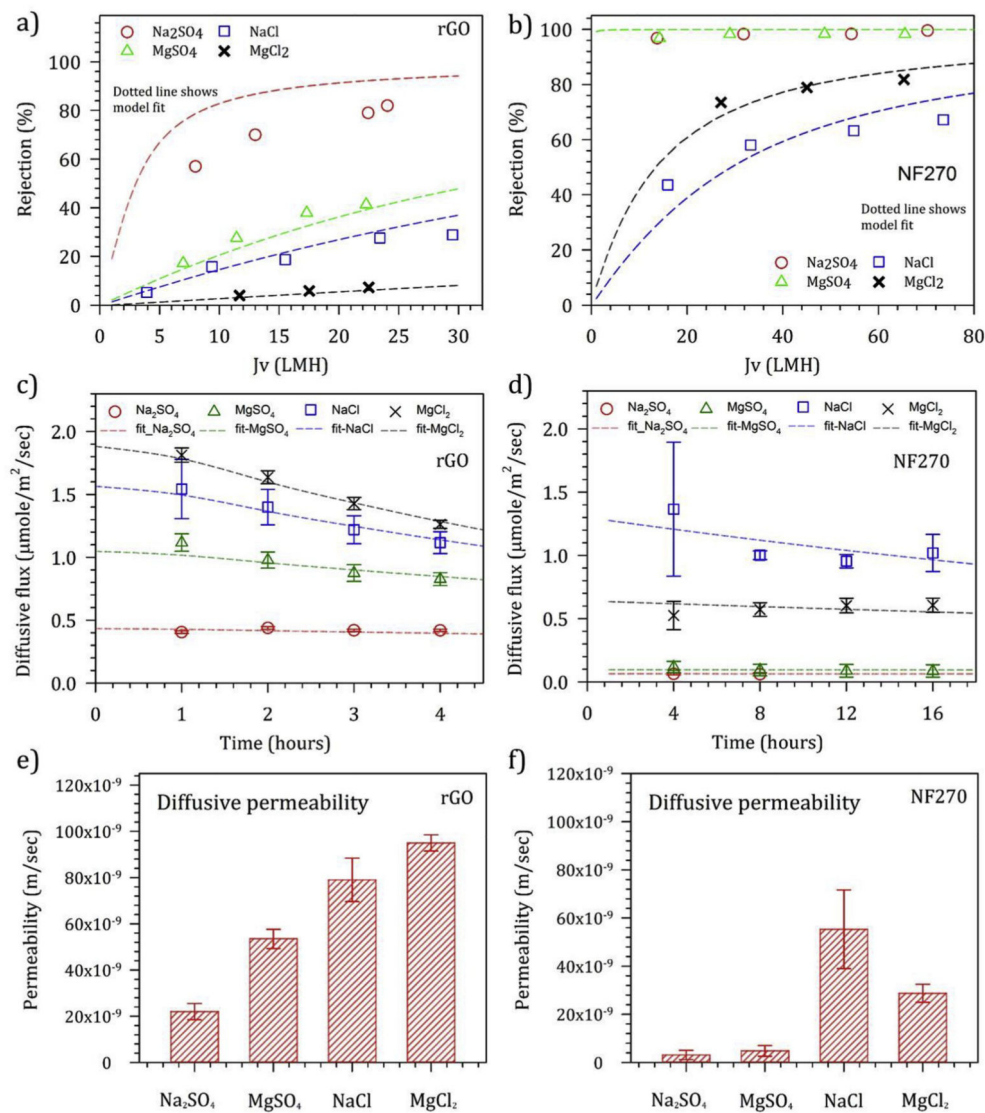 a)
Na2SO4
NaCl
rGO
MgSO4
MgCl2
100
80
60
40
20
0
Dotted line shows
model fit
Rejection (%)
0
5
10
15
20
25
30
Jv (LMH)
b)
100
80
60
40
20
0
Rejection (%)
NF270
Dotted line shows
model fit
Na2SO4
NaCl
MgSO4
MgCl2
0
20
40
60
80
Jv (LMH)
c)
Na2SO4
MgSO4
NaCl
MgCl2
fit_Na2SO4
fit-MgSO4
fit-NaCl
fit-MgCl2
rGO
2.0
1.5
1.0
0.5
0.0
Diffusive flux (µmole/m2/sec)
0
1
2
3
4
Time (hours)
d)
Na2SO4
MgSO4
NaCl
MgCl2
fit_Na2SO4
fit-MgSO4
fit-NaCl
fit-MgCl2
NF270
2.0
1.5
1.0
0.5
0.0
Diffusive flux (µmole/m2/sec)
0
4
8
12
16
Time (hours)
e)
120x10-9
100x10-9
80x10-9
60x10-9
40x10-9
20x10-9
0
Permeability (m/sec)
Diffusive permeability
rGO
Na2SO4
MgSO4
NaCl
MgCl2
f)
120x10-9
100x10-9
80x10-9
60x10-9
40x10-9
20x10-9
0
Permeability (m/sec)
Diffusive permeability
NF270
Na2SO4
MgSO4
NaCl
MgCl2